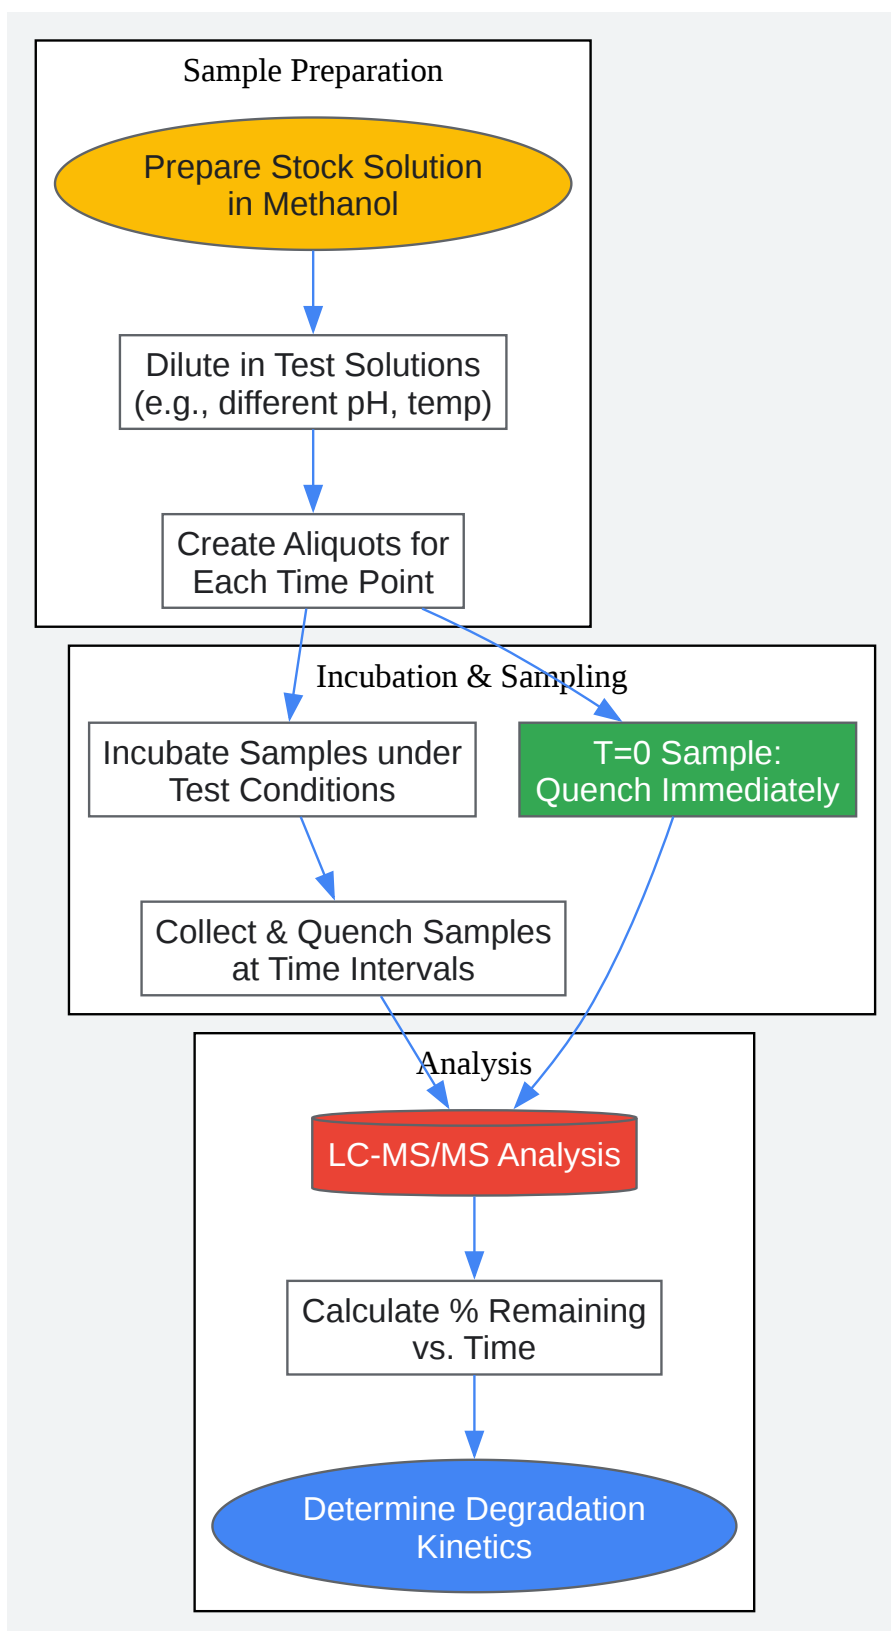 Sample Preparation
Prepare Stock Solution
in Methanol
Dilute in Test Solutions
(e.g., different pH, temp)
Create Aliquots for
Each Time Point
Incubation & Sampling
Incubate Samples under
Test Conditions
T=0 Sample:
Quench Immediately
Collect & Quench Samples
at Time Intervals
Analysis
LC-MS/MS Analysis
Calculate % Remaining
vs. Time
Determine Degradation
Kinetics